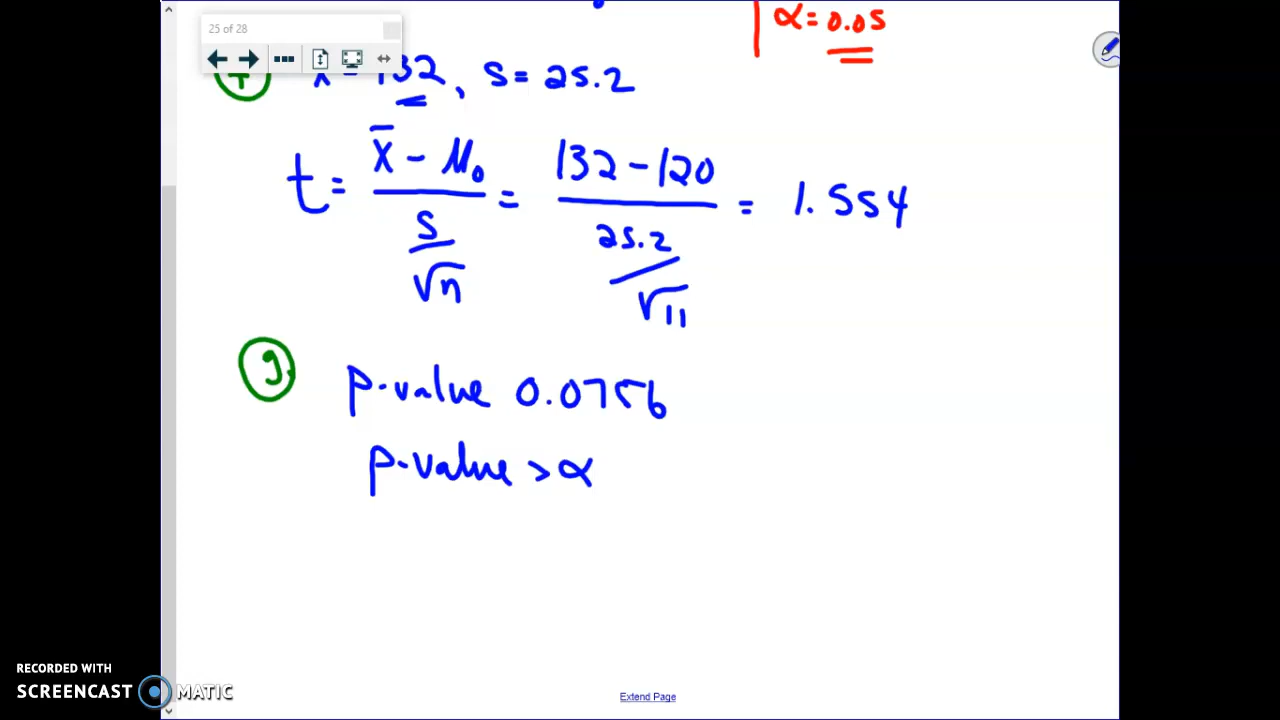 25 of 28
α = 0.05
x̄ = 132, s = 25.2
t = (x̄ − μ₀) / (s/√n) = (132 − 120) / (25.2/√11) = 1.554
g.
p-value 0.0756
p-value > α
RECORDED WITH
SCREENCAST MATIC
Extend Page